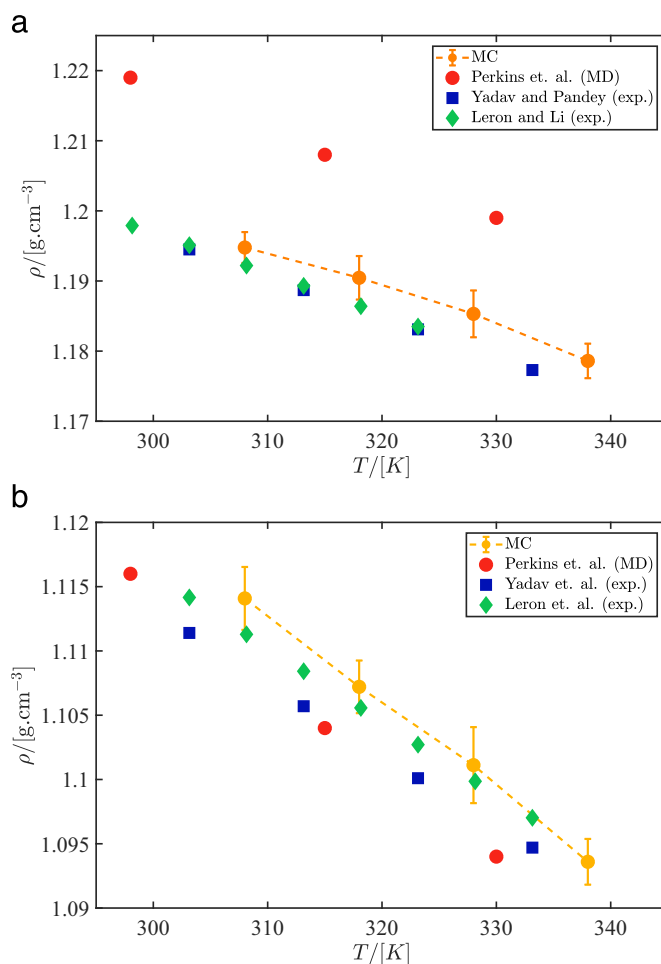 a
1.22
1.21
1.2
1.19
1.18
1.17
ρ/[g.cm⁻³]
MC
Perkins et. al. (MD)
Yadav and Pandey (exp.)
Leron and Li (exp.)
300
310
320
330
340
T/[K]
b
1.12
1.115
1.11
1.105
1.1
1.095
1.09
ρ/[g.cm⁻³]
MC
Perkins et. al. (MD)
Yadav et. al. (exp.)
Leron et. al. (exp.)
300
310
320
330
340
T/[K]